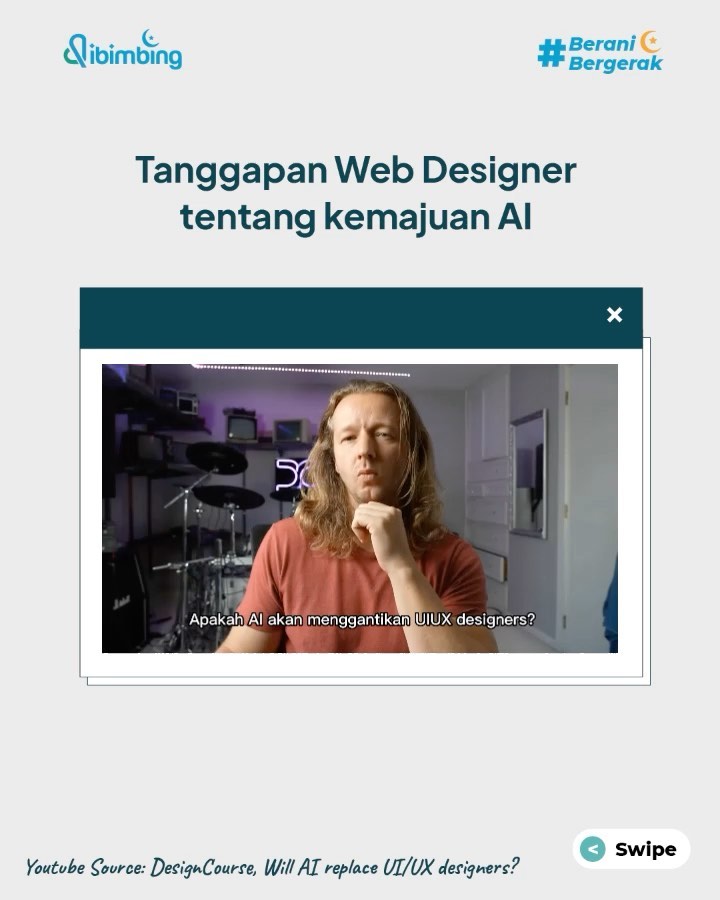 dibimbing
#Berani
Bergerak
Tanggapan Web Designer
tentang kemajuan AI
Apakah AI akan menggantikan UIUX designers?
< Swipe
Youtube Source: DesignCourse, Will AI replace UI/UX designers?